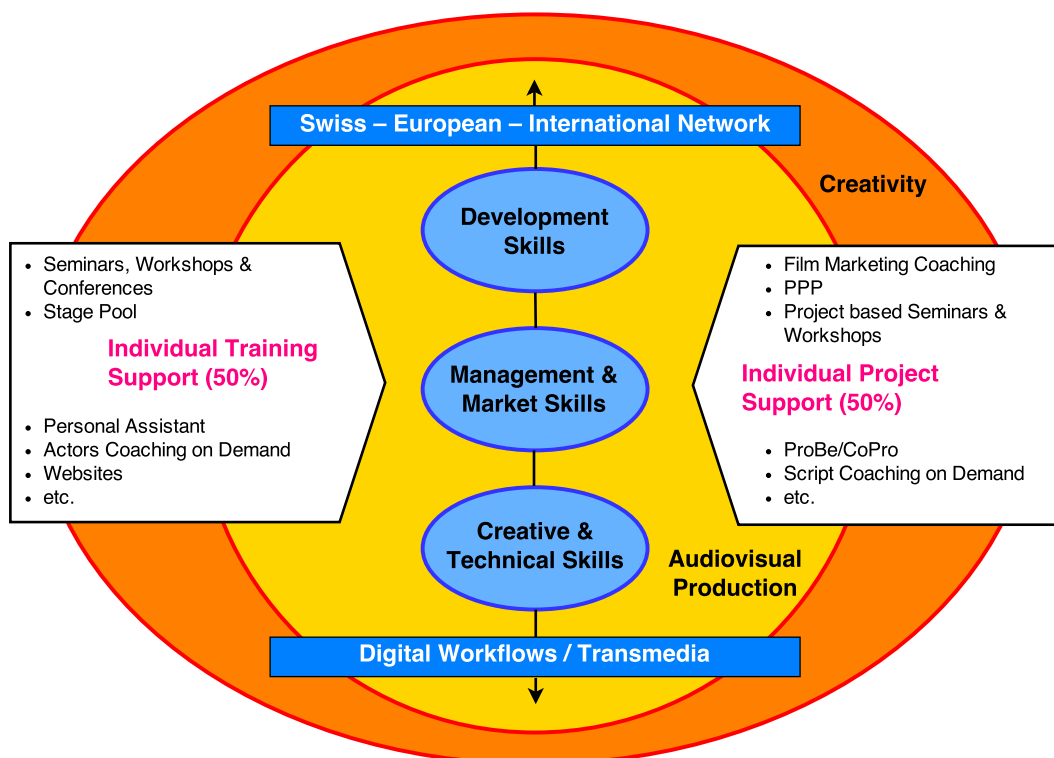 Swiss – European – International Network
Creativity
Development
Skills
• Seminars, Workshops &
Conferences
• Stage Pool
Individual Training
Support (50%)
• Personal Assistant
• Actors Coaching on Demand
• Websites
• etc.
Management &
Market Skills
• Film Marketing Coaching
• PPP
• Project based Seminars &
Workshops
Individual Project
Support (50%)
• ProBe/CoPro
• Script Coaching on Demand
• etc.
Creative &
Technical Skills
Audiovisual
Production
Digital Workflows / Transmedia